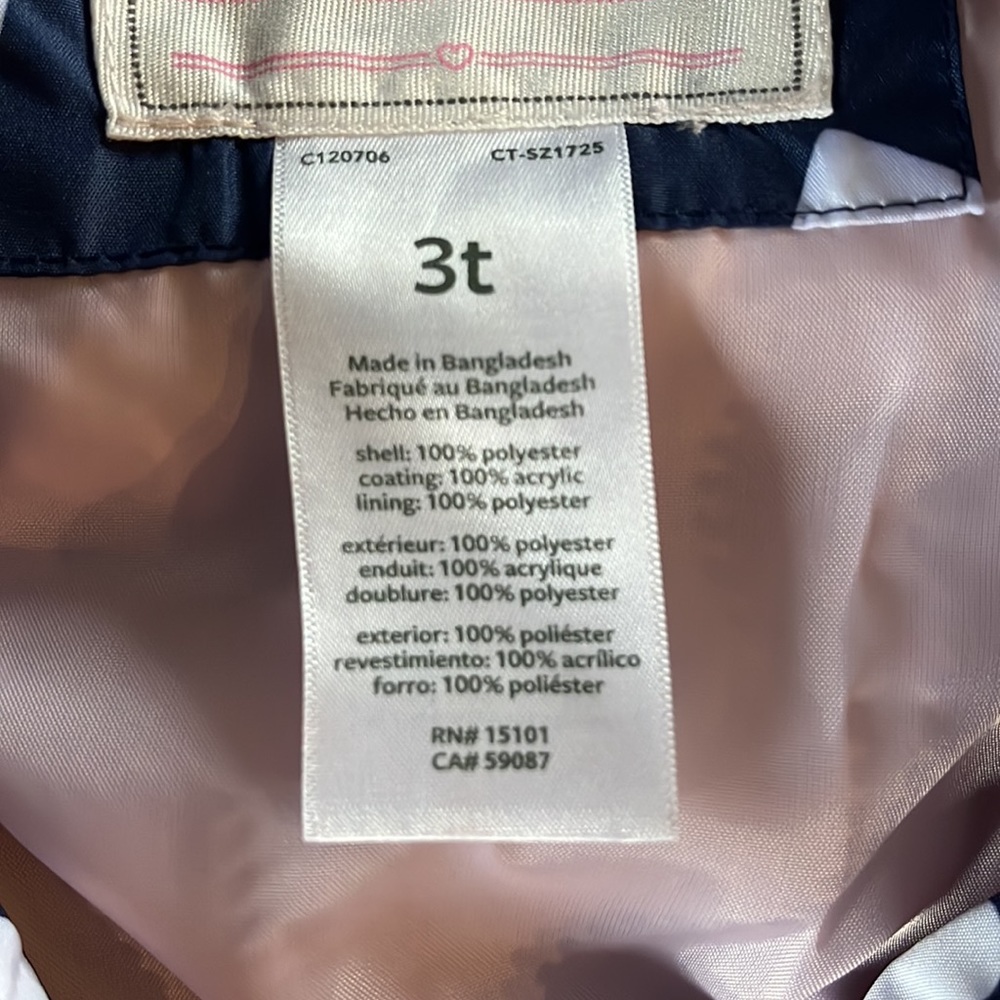 C120706 CT-SZ1725
3t
Made in Bangladesh
Fabriqué au Bangladesh
Hecho en Bangladesh
shell: 100% polyester
coating: 100% acrylic
lining: 100% polyester
extérieur: 100% polyester
enduit: 100% acrylique
doublure: 100% polyester
exterior: 100% poliéster
revestimiento: 100% acrílico
forro: 100% poliéster
RN# 15101
CA# 59087